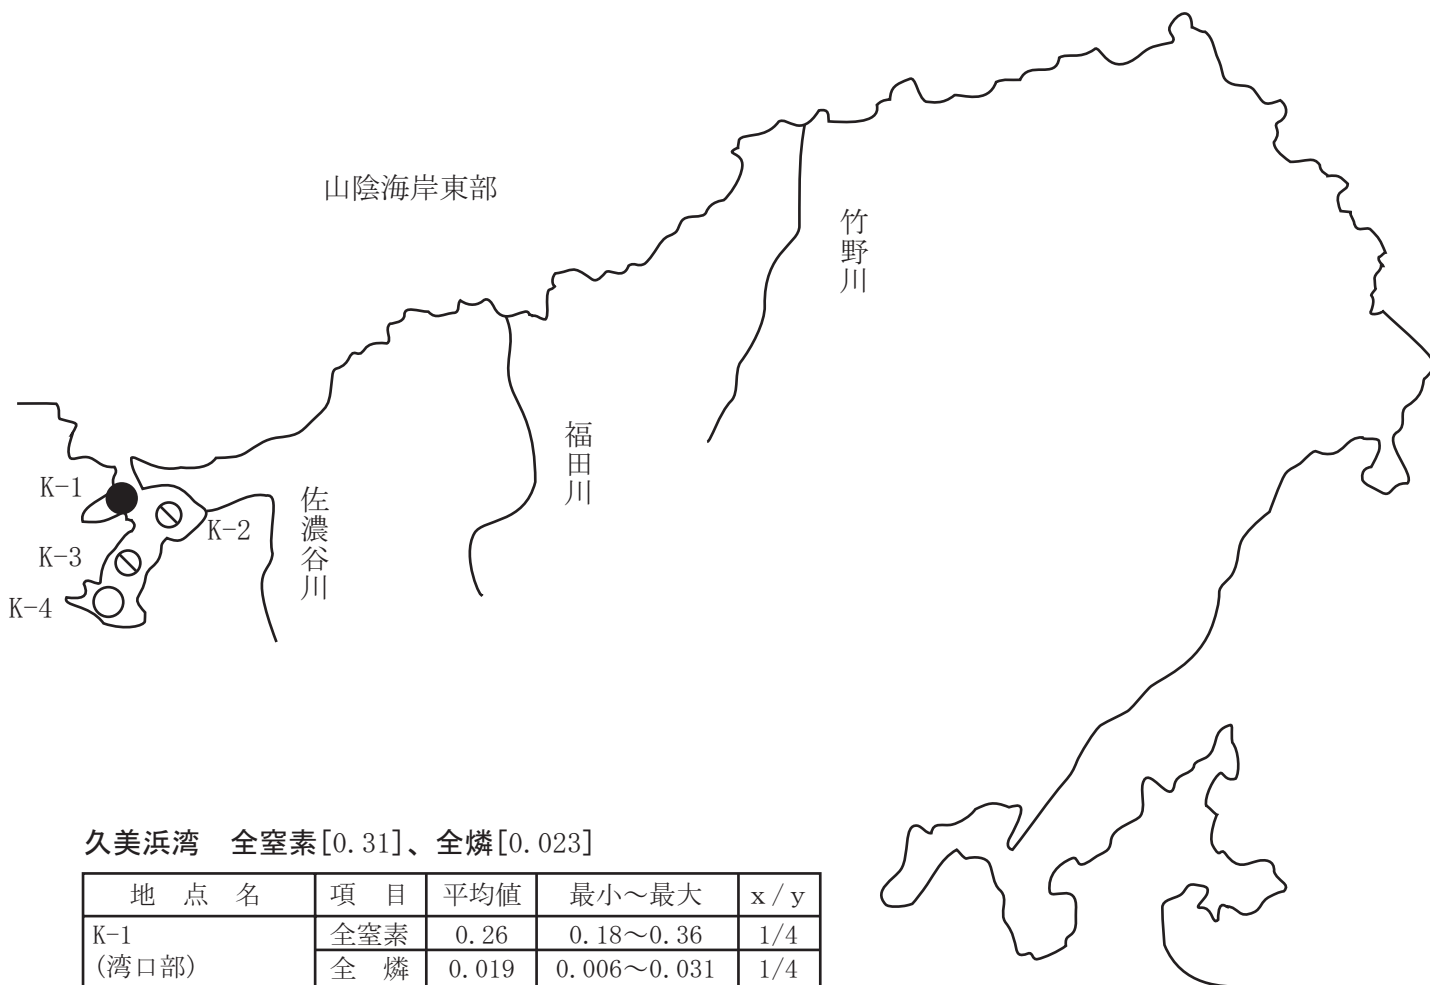 山陰海岸東部
竹野川
福田川
K-1
佐濃谷川
K-2
K-3
K-4
久美浜湾　全窒素[0.31]、全燐[0.023]
地　点　名　項　目　平均値　最小～最大　x/y
K-1　全窒素　0.26　0.18～0.36　1/4
(湾口部)　全　燐　0.019　0.006～0.031　1/4